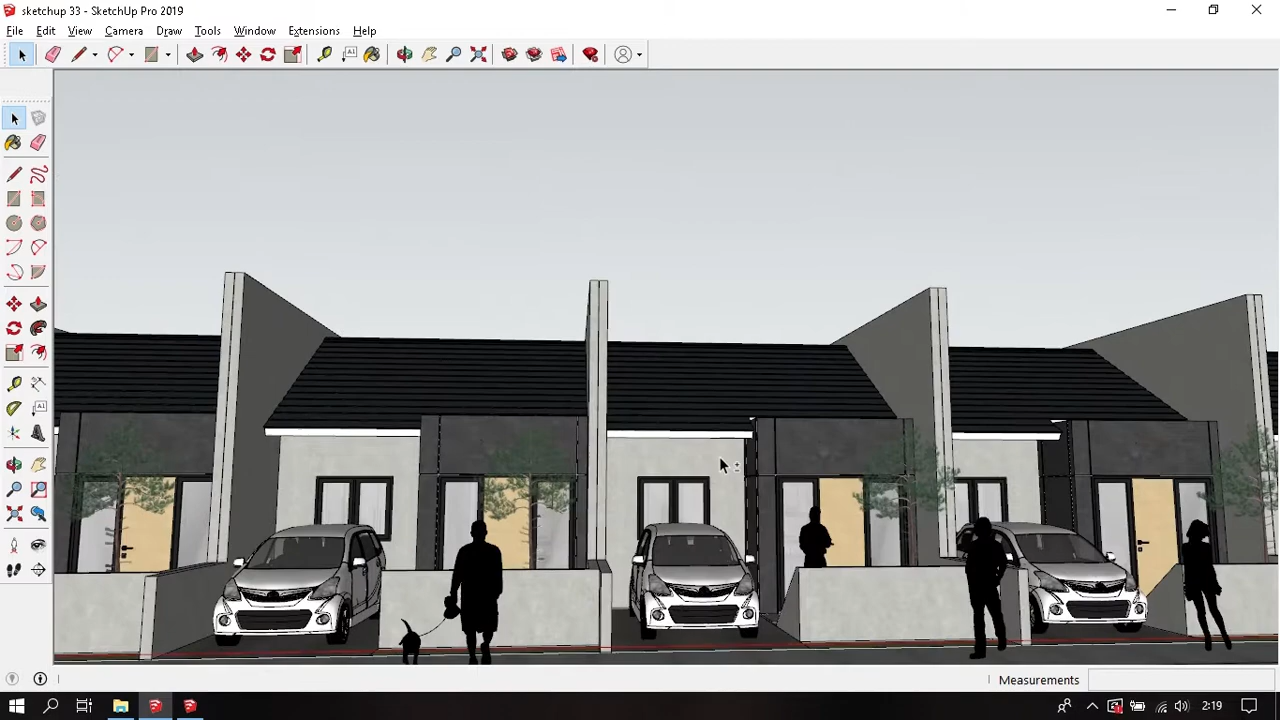 sketchup 33 - SketchUp Pro 2019
File Edit View Camera Draw Tools Window Extensions Help
Measurements
2:19